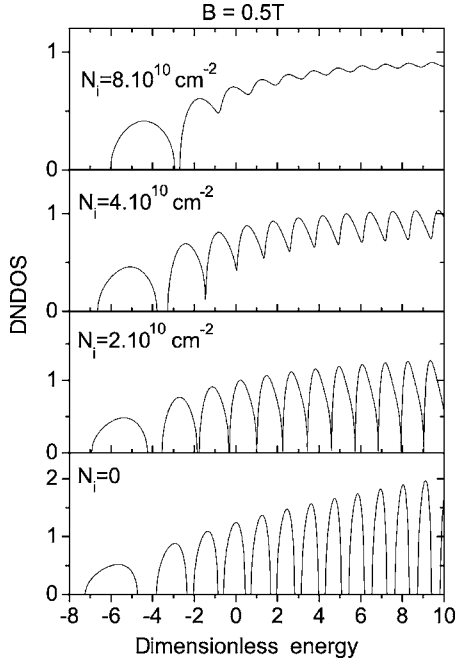 B = 0.5T
1
N_i=8.10^10 cm^-2
0
1
N_i=4.10^10 cm^-2
0
DNDOS
1
N_i=2.10^10 cm^-2
0
2
N_i=0
1
0
-8 -6 -4 -2 0 2 4 6 8 10
Dimensionless energy